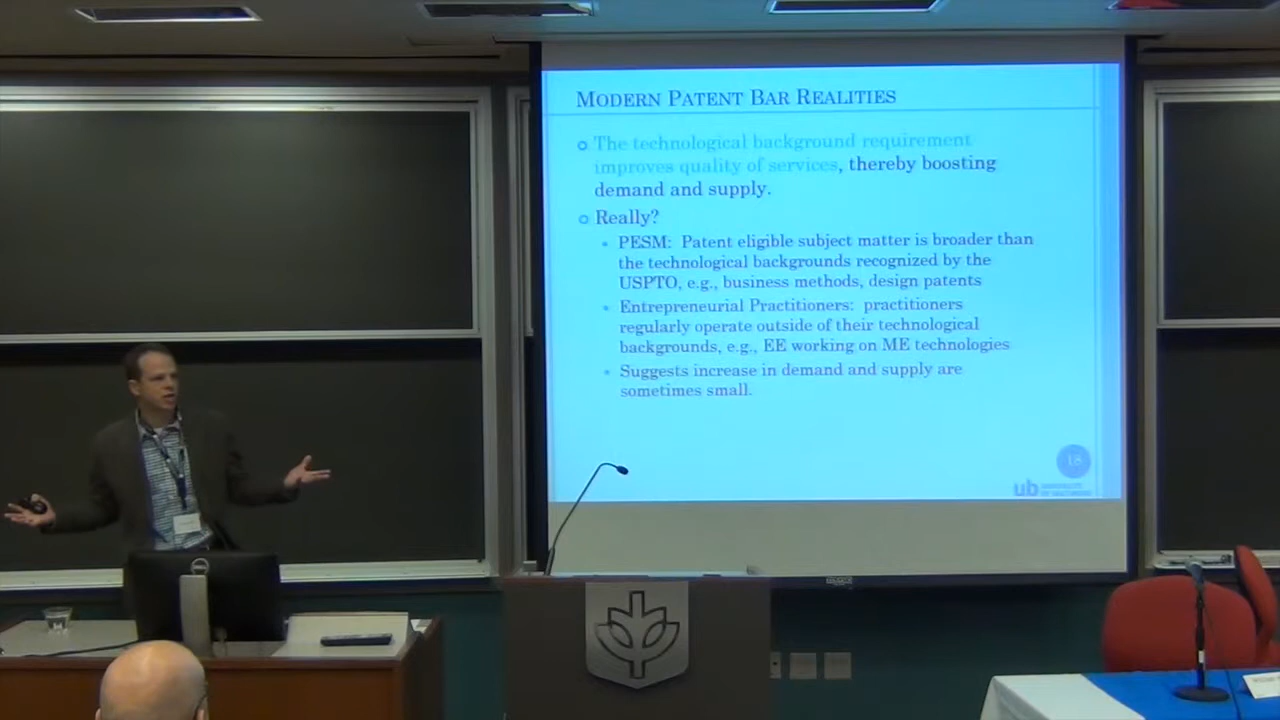 MODERN PATENT BAR REALITIES
The technological background requirement
improves quality of services, thereby boosting
demand and supply.
Really?
PESM: Patent eligible subject matter is broader than
the technological backgrounds recognized by the
USPTO, e.g., business methods, design patents
Entrepreneurial Practitioners: practitioners
regularly operate outside of their technological
backgrounds, e.g., EE working on ME technologies
Suggests increase in demand and supply are
sometimes small.
18
ub
DELL